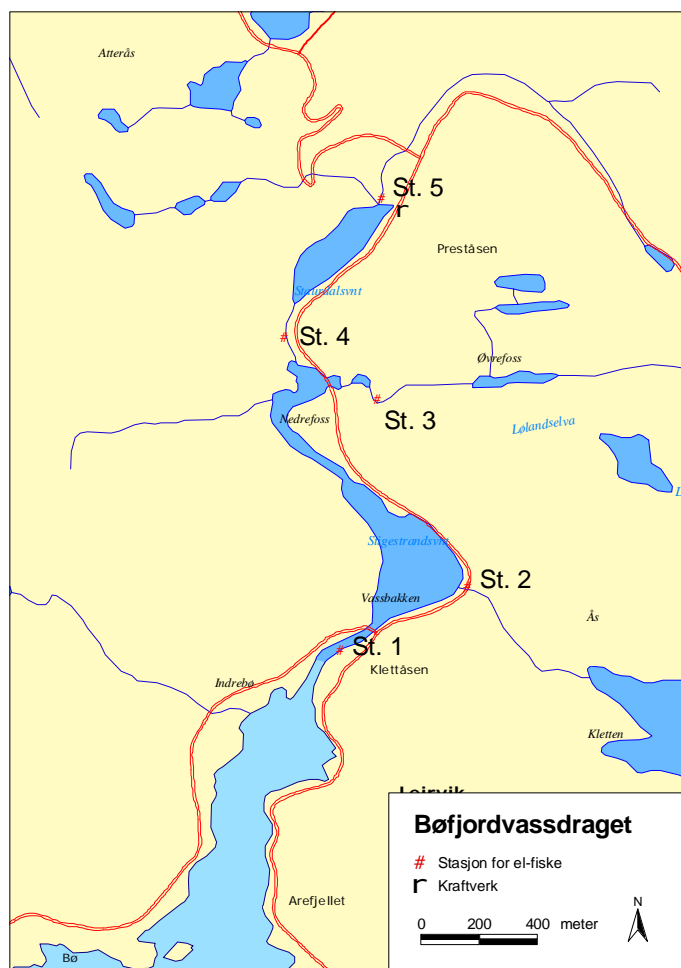 Atterås
St. 5
r
Preståsen
Staurdalsvnt
St. 4
Øvrefoss
St. 3
Nedrefoss
Lølandselva
L
Sligestrandsvnt
St. 2
Vassbakken
Ås
St. 1
Klettåsen
Indrebø
Kletten
Leirvik
Bøfjordvassdraget
# Stasjon for el-fiske
r Kraftverk
N
0 200 400 meter
Arefjellet
Bø